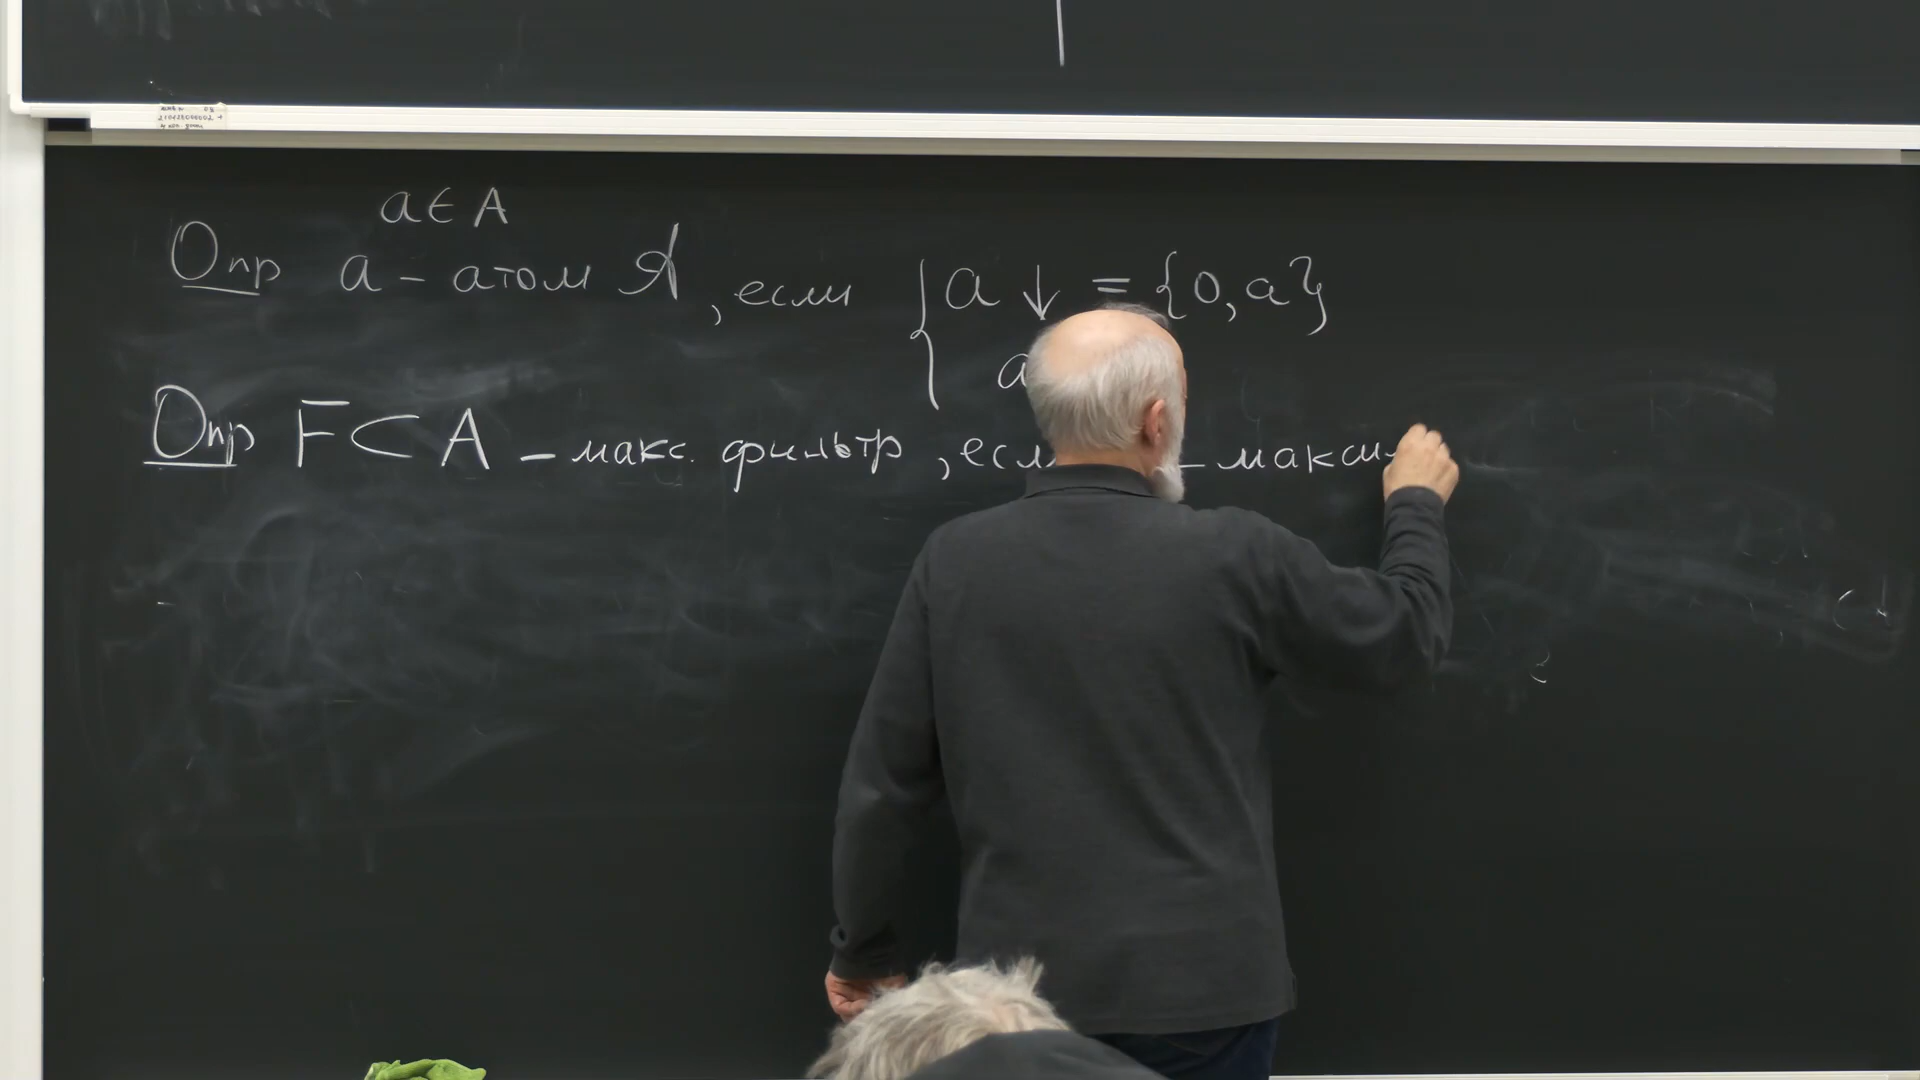 a ∈ A
Опр a – атом 𝒜, если { a ↓ = {0, a}
a
Опр F ⊂ A – макс. фильтр, есл – макси